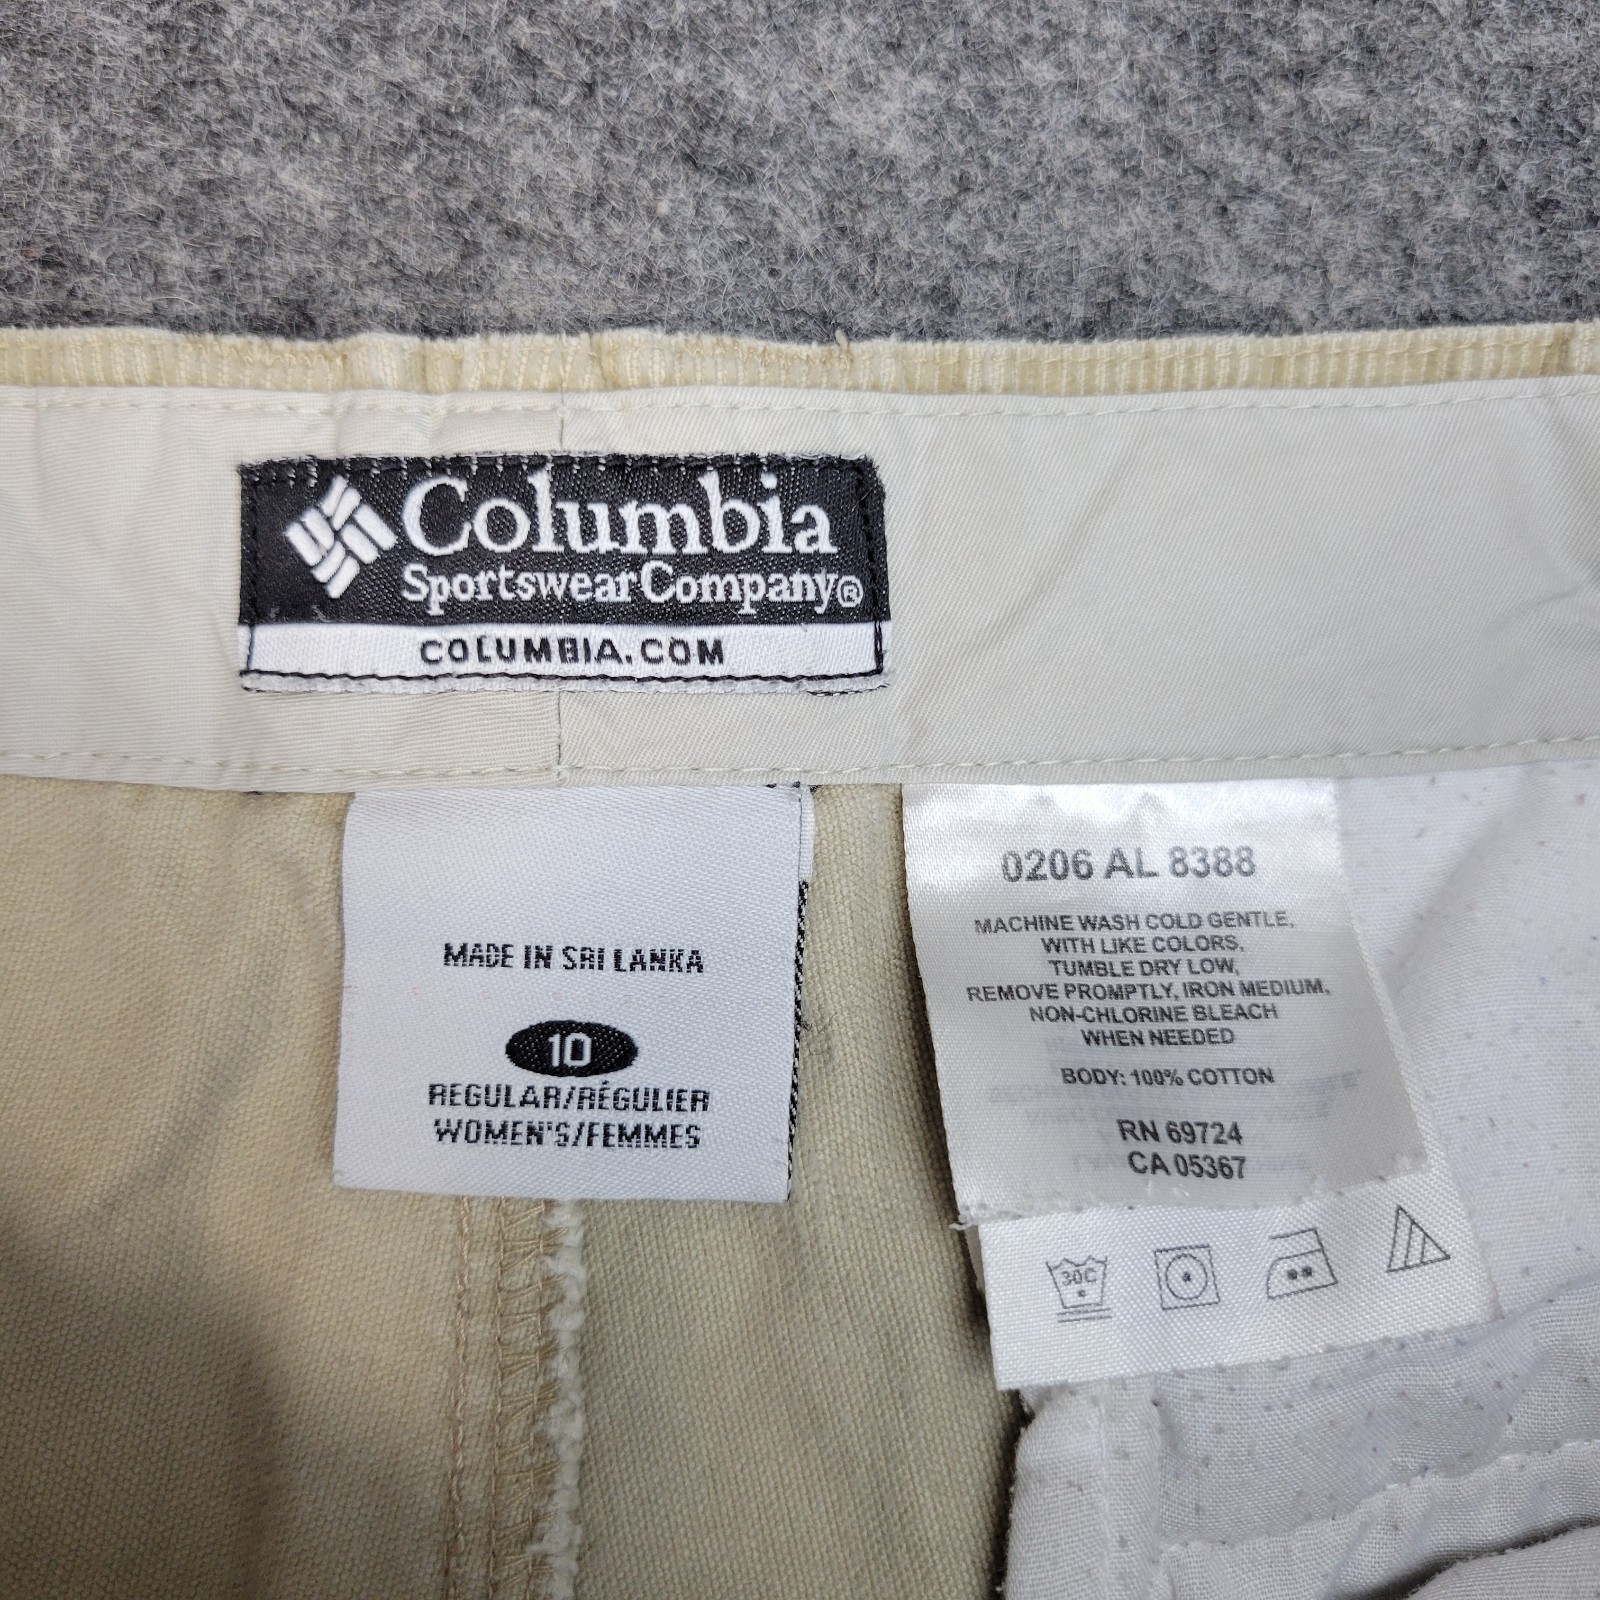 Columbia
Sportswear Company®
COLUMBIA.COM
MADE IN SRI LANKA
10
REGULAR/RÉGULIER
WOMEN'S/FEMMES
0206 AL 8388
MACHINE WASH COLD GENTLE,
WITH LIKE COLORS,
TUMBLE DRY LOW,
REMOVE PROMPTLY, IRON MEDIUM,
NON-CHLORINE BLEACH
WHEN NEEDED
BODY: 100% COTTON
RN 69724
CA 05367
30C